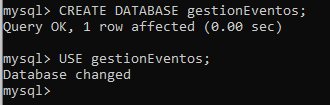 mysql> CREATE DATABASE gestionEventos;
Query OK, 1 row affected (0.00 sec)
mysql> USE gestionEventos;
Database changed
mysql>